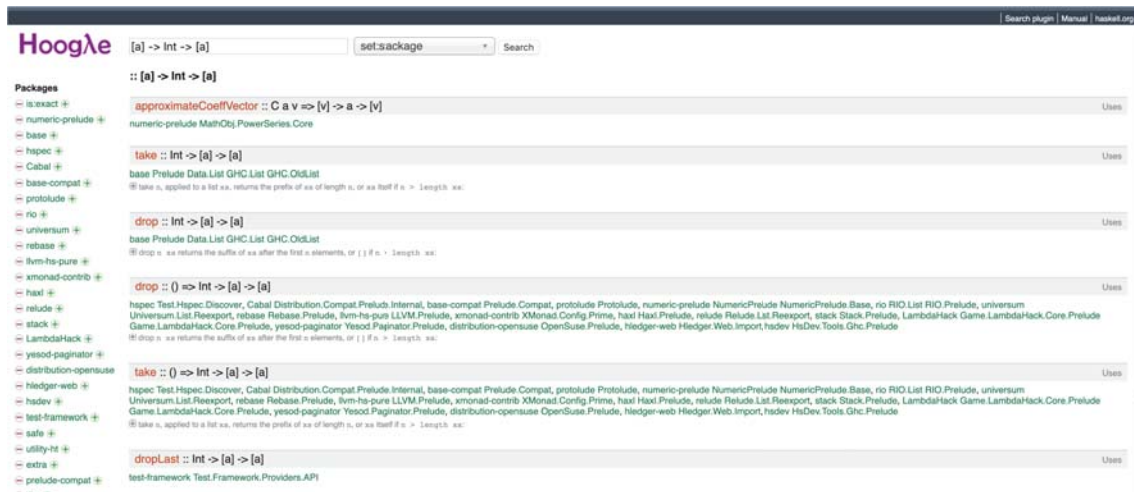 Search plugin | Manual | haskell.org
Hoogλe
[a] -> Int -> [a]
set:sackage
Search
:: [a] -> Int -> [a]
Packages
is:exact
numeric-prelude
base
hspec
Cabal
base-compat
protolude
rio
universum
rebase
llvm-hs-pure
xmonad-contrib
haxl
relude
stack
LambdaHack
yesod-paginator
distribution-opensuse
hledger-web
hsdev
test-framework
safe
utility-ht
extra
prelude-compat
approximateCoeffVector :: C a v => [v] -> a -> [v]
Uses
numeric-prelude MathObj.PowerSeries.Core
take :: Int -> [a] -> [a]
Uses
base Prelude Data.List GHC.List GHC.OldList
take n, applied to a list xs, returns the prefix of xs of length n, or xs itself if n > length xs:
drop :: Int -> [a] -> [a]
Uses
base Prelude Data.List GHC.List GHC.OldList
drop n xs returns the suffix of xs after the first n elements, or [] if n > length xs:
drop :: () => Int -> [a] -> [a]
Uses
hspec Test.Hspec.Discover, Cabal Distribution.Compat.Prelude.Internal, base-compat Prelude.Compat, protolude Protolude, numeric-prelude NumericPrelude NumericPrelude.Base, rio RIO.List RIO.Prelude, universum
Universum.List.Reexport, rebase Rebase.Prelude, llvm-hs-pure LLVM.Prelude, xmonad-contrib XMonad.Config.Prime, haxl Haxl.Prelude, relude Relude.List.Reexport, stack Stack.Prelude, LambdaHack Game.LambdaHack.Core.Prelude
Game.LambdaHack.Core.Prelude, yesod-paginator Yesod.Paginator.Prelude, distribution-opensuse OpenSuse.Prelude, hledger-web Hledger.Web.Import, hsdev HsDev.Tools.Ghc.Prelude
drop n xs returns the suffix of xs after the first n elements, or [] if n > length xs:
take :: () => Int -> [a] -> [a]
Uses
hspec Test.Hspec.Discover, Cabal Distribution.Compat.Prelude.Internal, base-compat Prelude.Compat, protolude Protolude, numeric-prelude NumericPrelude NumericPrelude.Base, rio RIO.List RIO.Prelude, universum
Universum.List.Reexport, rebase Rebase.Prelude, llvm-hs-pure LLVM.Prelude, xmonad-contrib XMonad.Config.Prime, haxl Haxl.Prelude, relude Relude.List.Reexport, stack Stack.Prelude, LambdaHack Game.LambdaHack.Core.Prelude
Game.LambdaHack.Core.Prelude, yesod-paginator Yesod.Paginator.Prelude, distribution-opensuse OpenSuse.Prelude, hledger-web Hledger.Web.Import, hsdev HsDev.Tools.Ghc.Prelude
take n, applied to a list xs, returns the prefix of xs of length n, or xs itself if n > length xs:
dropLast :: Int -> [a] -> [a]
Uses
test-framework Test.Framework.Providers.API